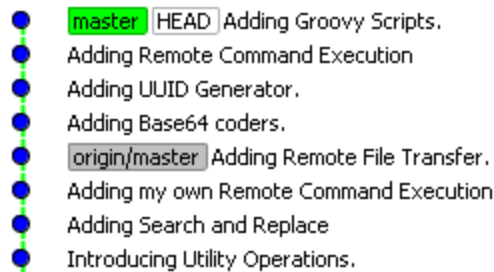 master HEAD Adding Groovy Scripts.
Adding Remote Command Execution
Adding UUID Generator.
Adding Base64 coders.
origin/master Adding Remote File Transfer.
Adding my own Remote Command Execution
Adding Search and Replace
Introducing Utility Operations.